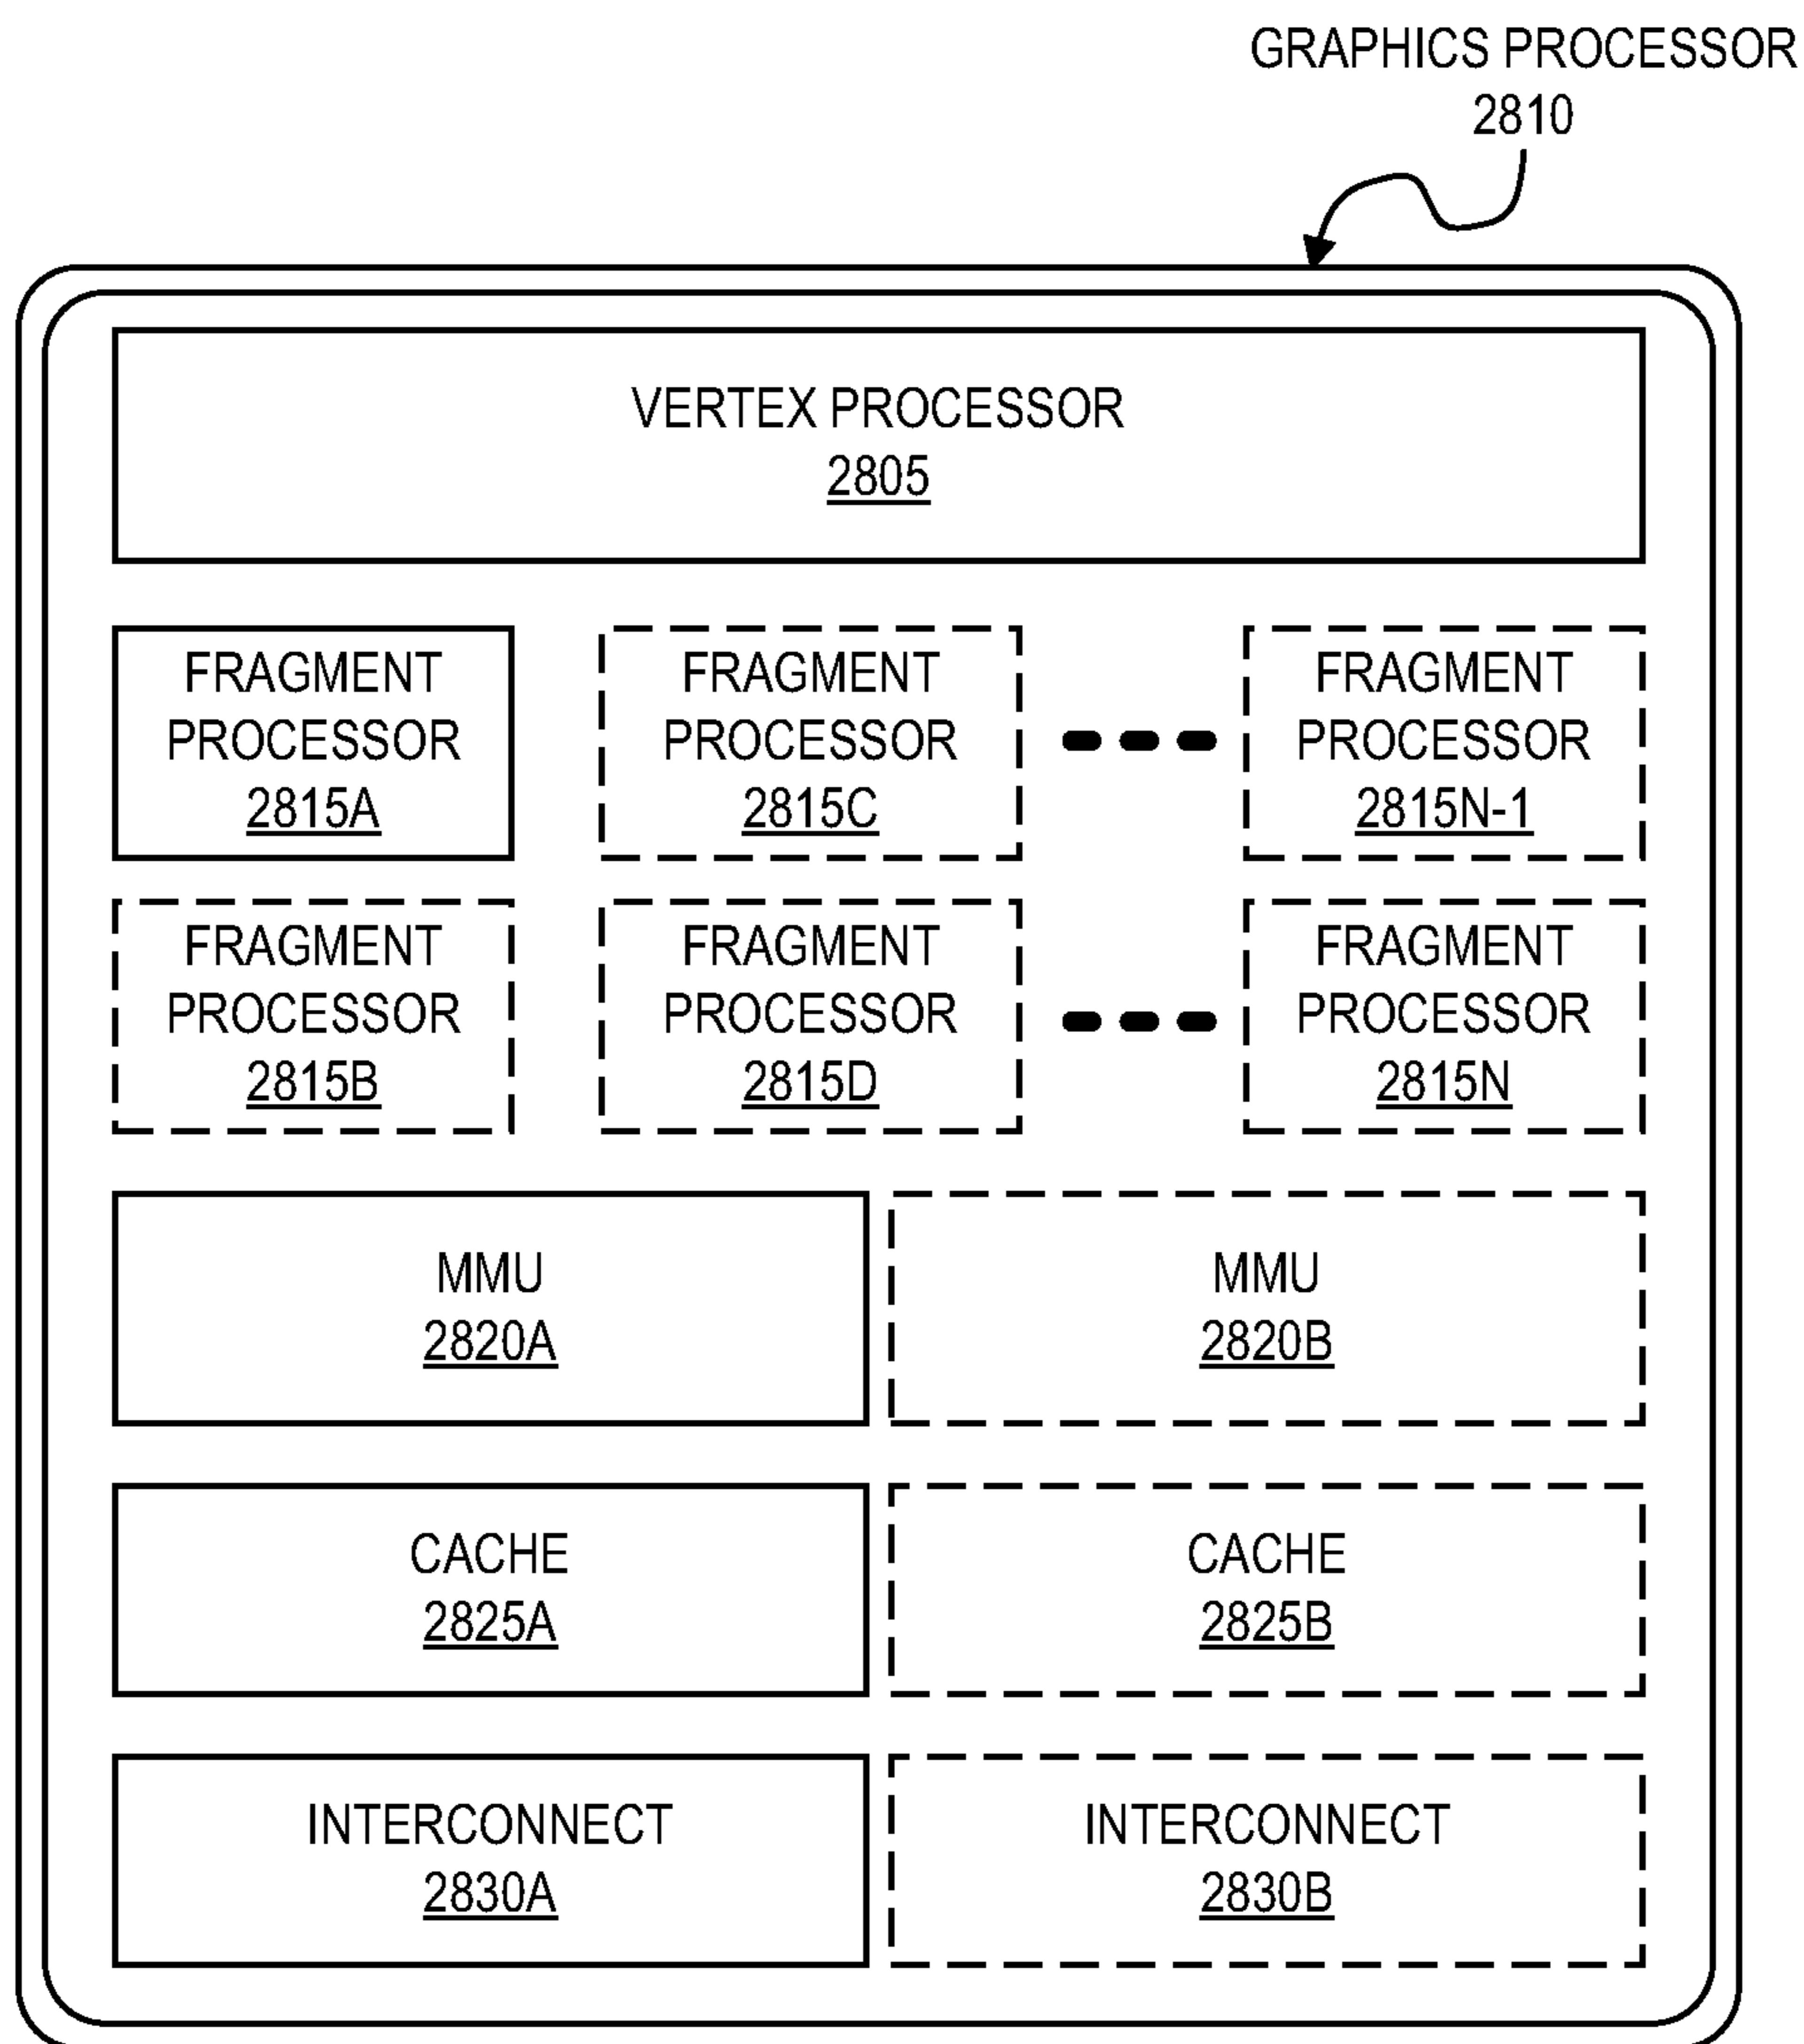 GRAPHICS PROCESSOR
2810
VERTEX PROCESSOR
2805
FRAGMENT
PROCESSOR
2815A
FRAGMENT
PROCESSOR
2815C
FRAGMENT
PROCESSOR
2815N-1
FRAGMENT
PROCESSOR
2815B
FRAGMENT
PROCESSOR
2815D
FRAGMENT
PROCESSOR
2815N
MMU
2820A
MMU
2820B
CACHE
2825A
CACHE
2825B
INTERCONNECT
2830A
INTERCONNECT
2830B